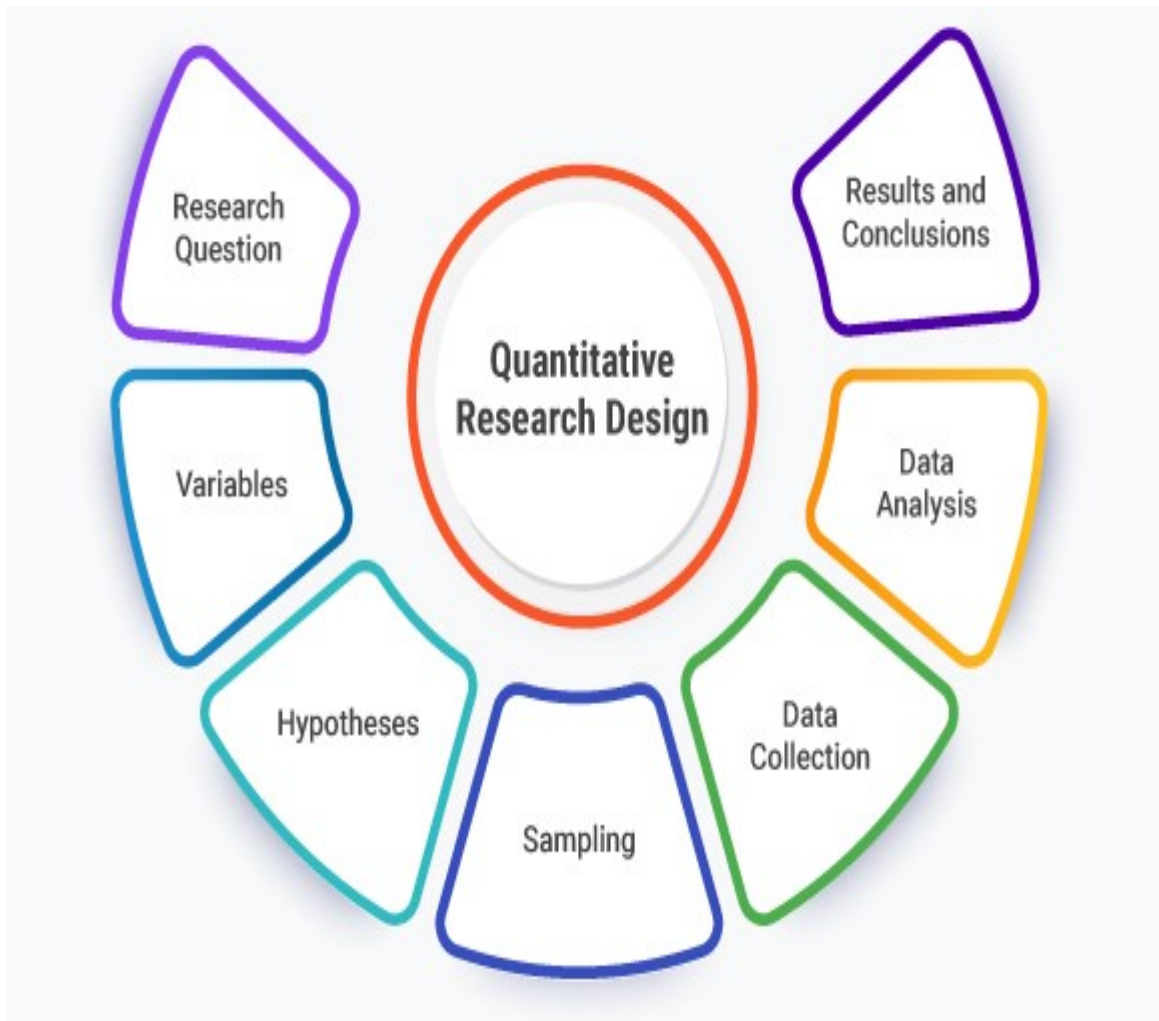 Quantitative
Research Design
Research
Question
Variables
Hypotheses
Sampling
Data
Collection
Data
Analysis
Results and
Conclusions